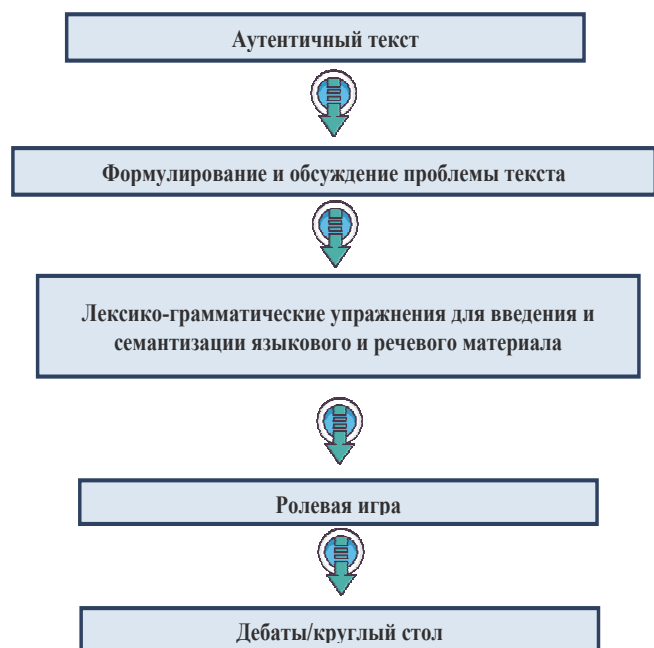 Аутентичный текст
Формулирование и обсуждение проблемы текста
Лексико-грамматические упражнения для введения и
семантизации языкового и речевого материала
Ролевая игра
Дебаты/круглый стол